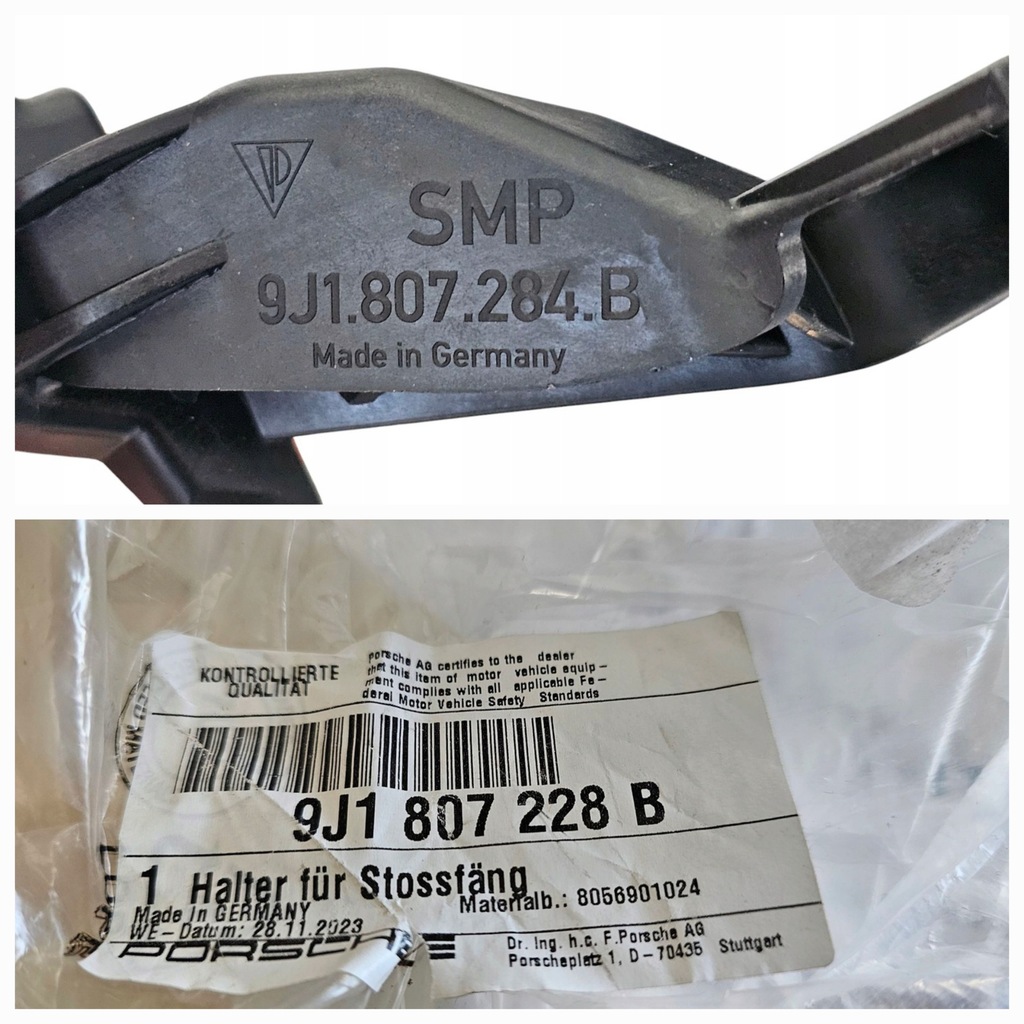 SMP
9J1.807.284.B
Made in Germany
KONTROLLIERTE
QUALITÄT
Porsche AG certifies to the dealer
that this item of motor vehicle equip-
ment complies with all applicable Fe-
deral Motor Vehicle Safety Standards
9J1 807 228 B
1 Halter für Stossfäng
Materialb.: 8056901024
Made in GERMANY
WE-Datum: 28.11.2023
PORSCHE
Dr. Ing. h.c. F.Porsche AG
Porscheplatz 1, D-70435 Stuttgart